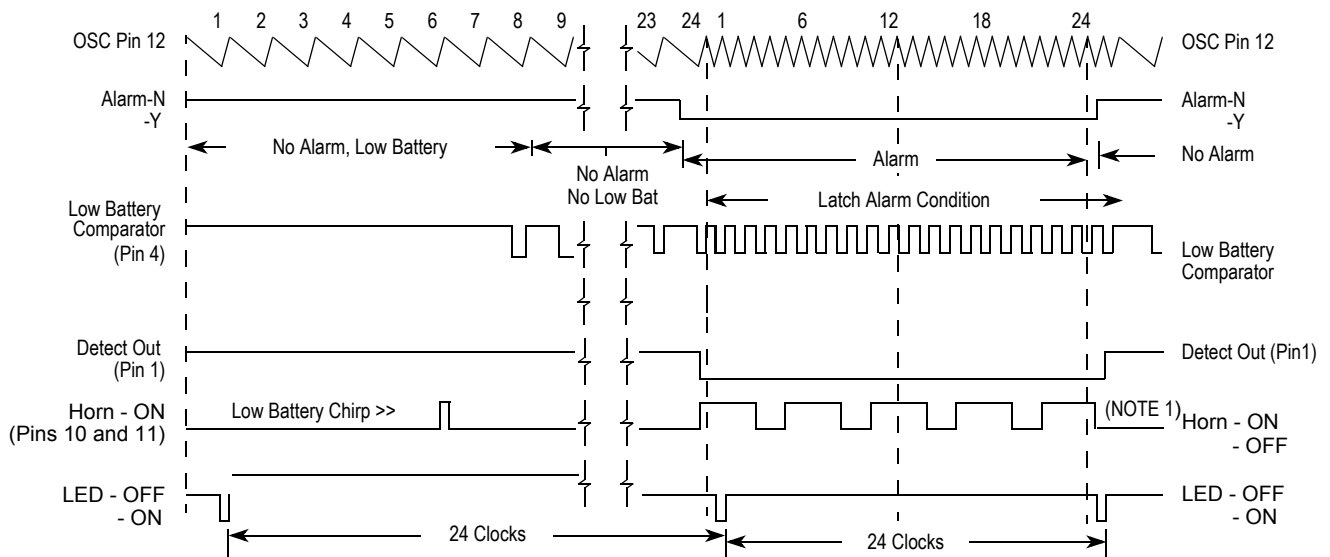 1 2 3 4 5 6 7 8 9 23 24 1 6 12 18 24
OSC Pin 12
OSC Pin 12
Alarm-N
-Y
Alarm-N
-Y
No Alarm, Low Battery
No Alarm
No Low Bat
Alarm
No Alarm
Latch Alarm Condition
Low Battery
Comparator
(Pin 4)
Low Battery
Comparator
Detect Out
(Pin 1)
Detect Out (Pin1)
Horn - ON
(Pins 10 and 11)
Low Battery Chirp >>
(NOTE 1)
Horn - ON
- OFF
LED - OFF
- ON
LED - OFF
- ON
24 Clocks
24 Clocks